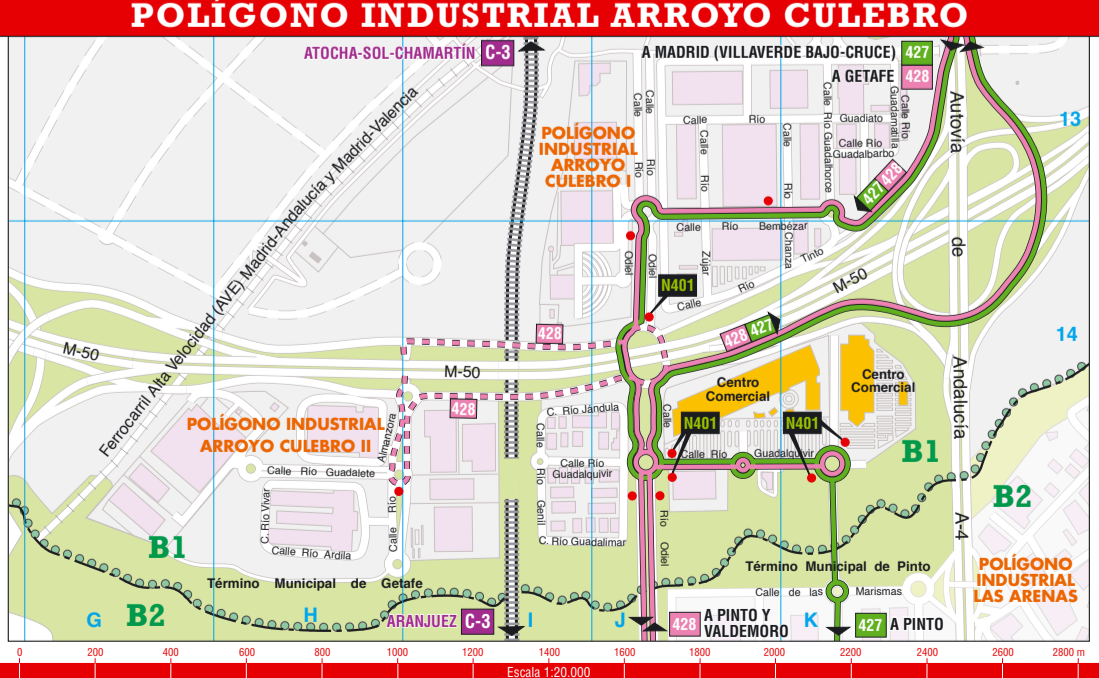 POLÍGONO INDUSTRIAL ARROYO CULEBRO
ATOCHA-SOL-CHAMARTÍN C-3
A MADRID (VILLAVERDE BAJO-CRUCE) 427
A GETAFE 428
Autovía
de
Andalucía
A-4
13
14
POLÍGONO
INDUSTRIAL
ARROYO
CULEBRO I
Ferrocarril Alta Velocidad (AVE) Madrid-Andalucía y Madrid-Valencia
Calle Río Odiel
Calle Río Odiel
Calle Río Guadiato
Calle Río Zújar
Calle Río Chanza
Calle Río Guadalhorce
Calle Río
Guadamatilla
Calle Río
Guadalbarbo
427 428
Calle Río Bembézar
Calle Río Tinto
N401
M-50
428 427
428
M-50
M-50
428
Centro
Comercial
Centro
Comercial
POLÍGONO INDUSTRIAL
ARROYO CULEBRO II
C. Río Jándula
Calle Río Almanzora
Calle Río Guadalete
Calle Río
Guadalquivir
Calle Río Genil
C. Río Guadalimar
C. Río Vivar
Calle Río Ardila
N401
N401
Calle Río Guadalquivir
Calle Río Odiel
B1
B2
B1
B2
Término Municipal de Getafe
Término Municipal de Pinto
Calle de las Marismas
POLÍGONO
INDUSTRIAL
LAS ARENAS
G
H
I
J
K
ARANJUEZ C-3
428 A PINTO Y
VALDEMORO
427 A PINTO
0 200 400 600 800 1000 1200 1400 1600 1800 2000 2200 2400 2600 2800 m
Escala 1:20.000